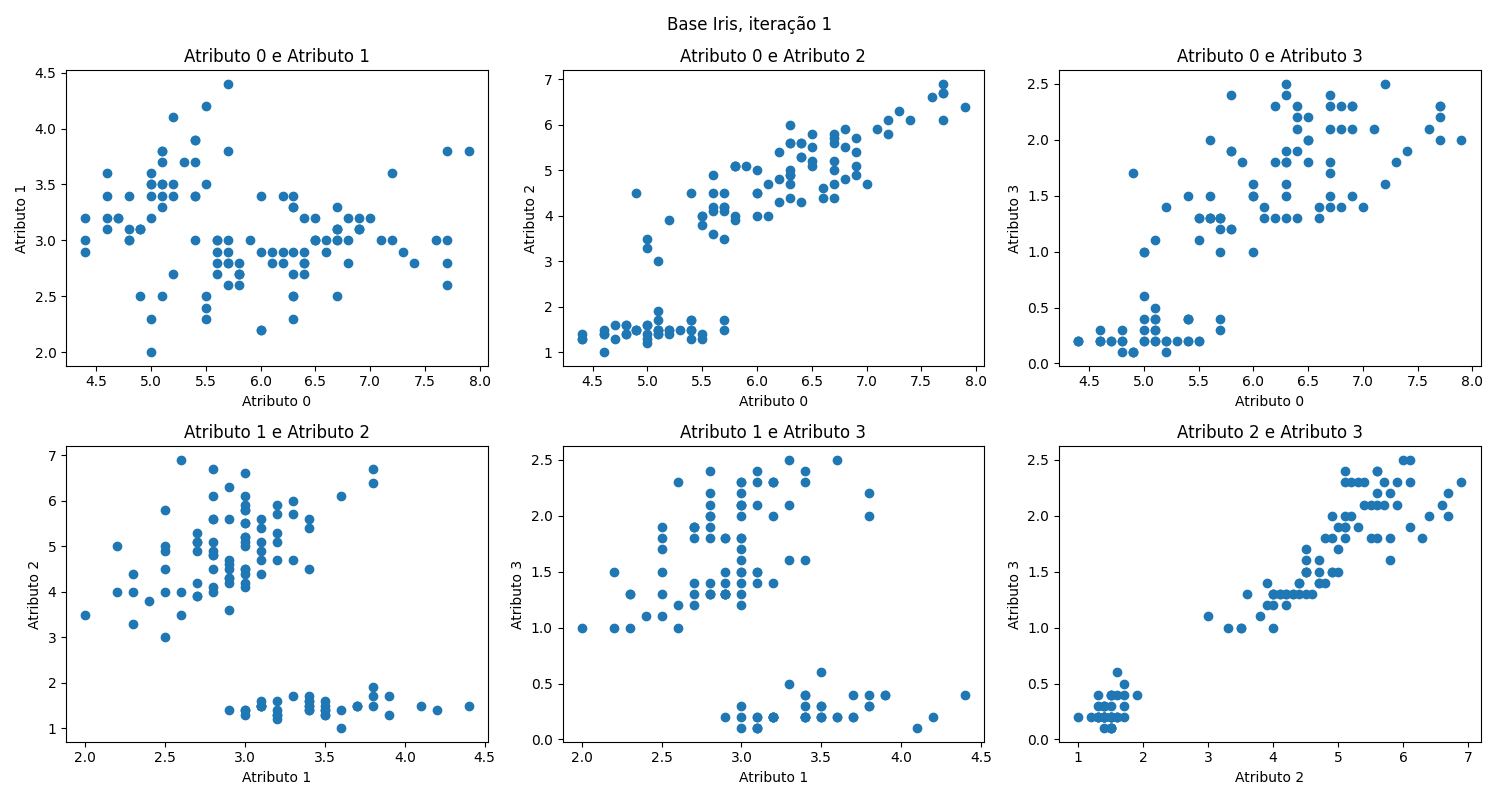 Base Iris, iteração 1
Atributo 0 e Atributo 1
Atributo 0 e Atributo 2
Atributo 0 e Atributo 3
4.5
4.0
3.5
3.0
2.5
2.0
Atributo 1
4.5 5.0 5.5 6.0 6.5 7.0 7.5 8.0
Atributo 0
7
6
5
4
3
2
1
Atributo 2
4.5 5.0 5.5 6.0 6.5 7.0 7.5 8.0
Atributo 0
2.5
2.0
1.5
1.0
0.5
0.0
Atributo 3
4.5 5.0 5.5 6.0 6.5 7.0 7.5 8.0
Atributo 0
Atributo 1 e Atributo 2
Atributo 1 e Atributo 3
Atributo 2 e Atributo 3
7
6
5
4
3
2
1
Atributo 2
2.0 2.5 3.0 3.5 4.0 4.5
Atributo 1
2.5
2.0
1.5
1.0
0.5
0.0
Atributo 3
2.0 2.5 3.0 3.5 4.0 4.5
Atributo 1
2.5
2.0
1.5
1.0
0.5
0.0
Atributo 3
1 2 3 4 5 6 7
Atributo 2